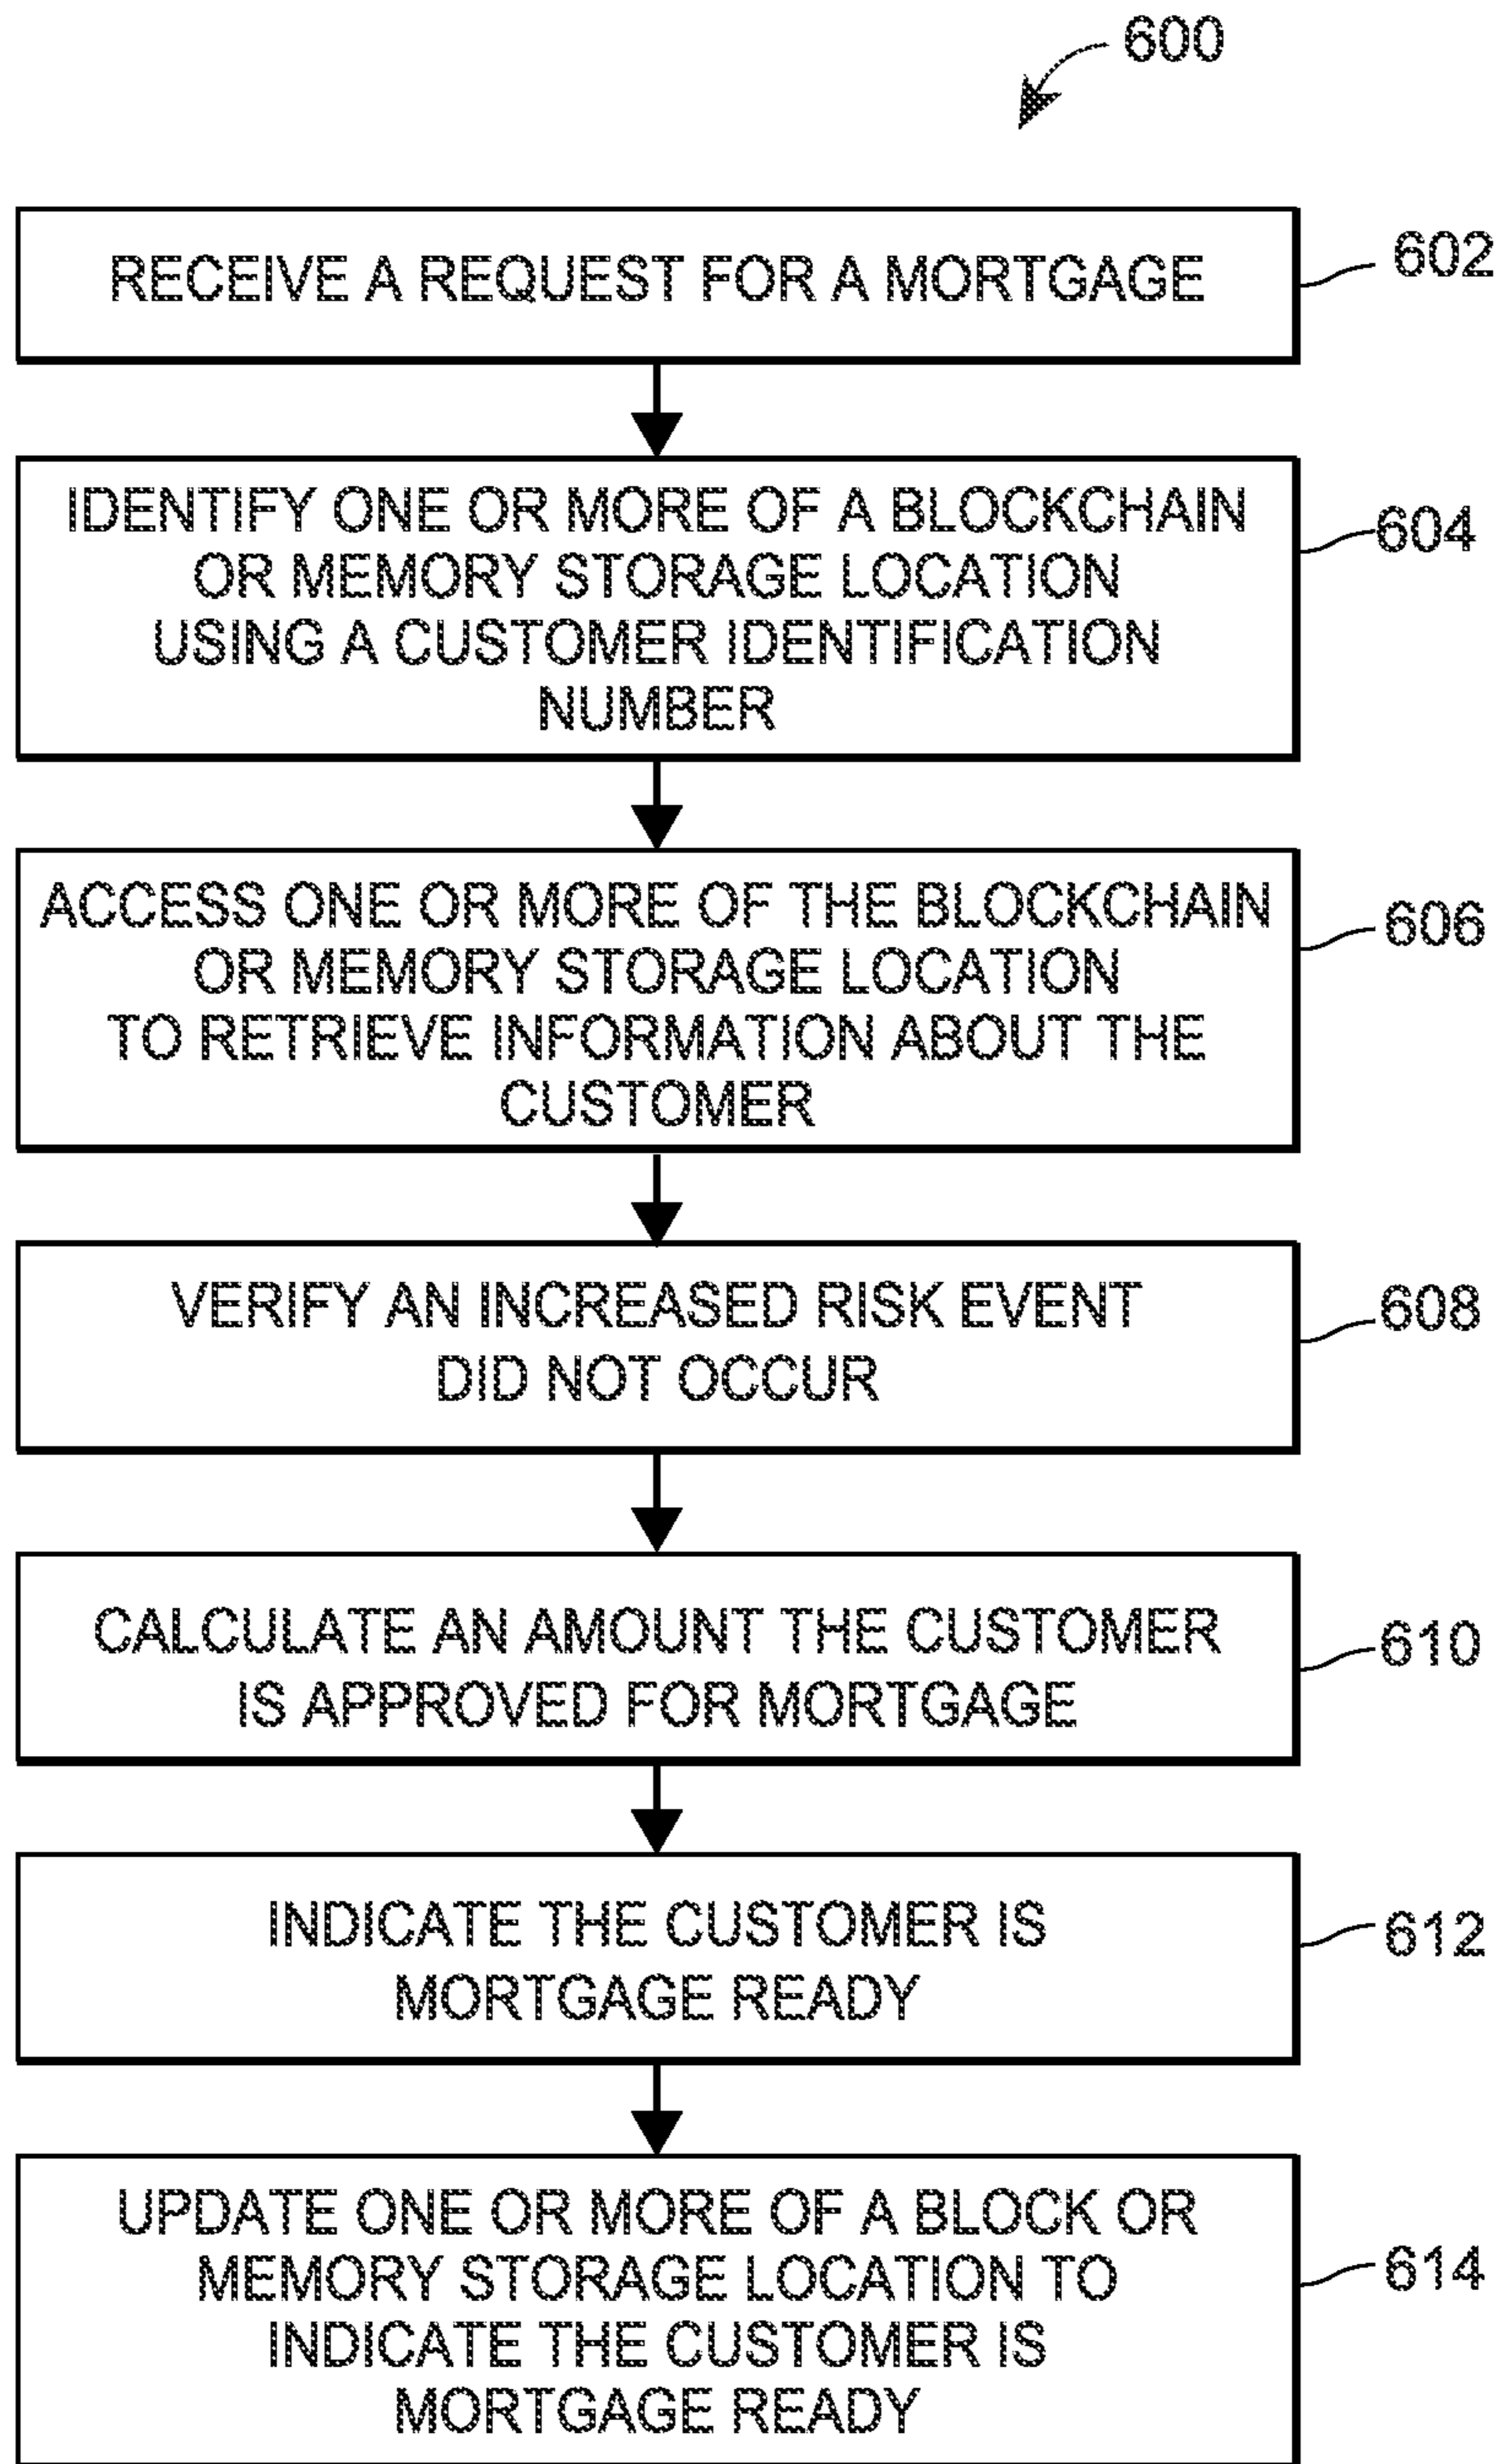 600
RECEIVE A REQUEST FOR A MORTGAGE
602
IDENTIFY ONE OR MORE OF A BLOCKCHAIN
OR MEMORY STORAGE LOCATION
USING A CUSTOMER IDENTIFICATION
NUMBER
604
ACCESS ONE OR MORE OF THE BLOCKCHAIN
OR MEMORY STORAGE LOCATION
TO RETRIEVE INFORMATION ABOUT THE
CUSTOMER
606
VERIFY AN INCREASED RISK EVENT
DID NOT OCCUR
608
CALCULATE AN AMOUNT THE CUSTOMER
IS APPROVED FOR MORTGAGE
610
INDICATE THE CUSTOMER IS
MORTGAGE READY
612
UPDATE ONE OR MORE OF A BLOCK OR
MEMORY STORAGE LOCATION TO
INDICATE THE CUSTOMER IS
MORTGAGE READY
614